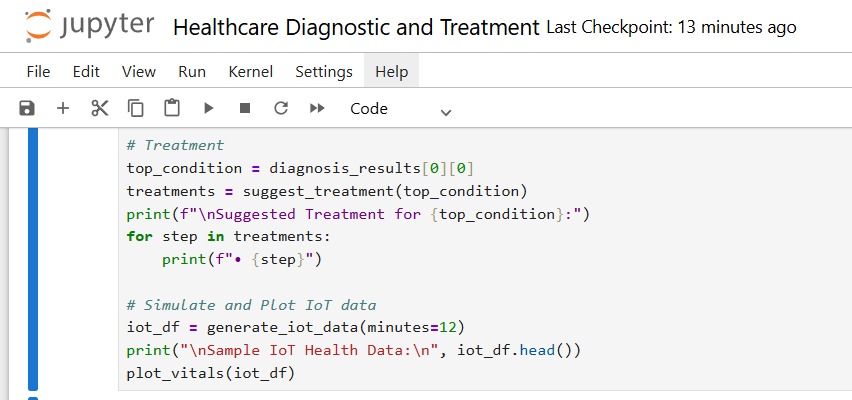 jupyter Healthcare Diagnostic and Treatment Last Checkpoint: 13 minutes ago
File Edit View Run Kernel Settings Help
Code
# Treatment
top_condition = diagnosis_results[0][0]
treatments = suggest_treatment(top_condition)
print(f"\nSuggested Treatment for {top_condition}:")
for step in treatments:
    print(f"• {step}")
# Simulate and Plot IoT data
iot_df = generate_iot_data(minutes=12)
print("\nSample IoT Health Data:\n", iot_df.head())
plot_vitals(iot_df)